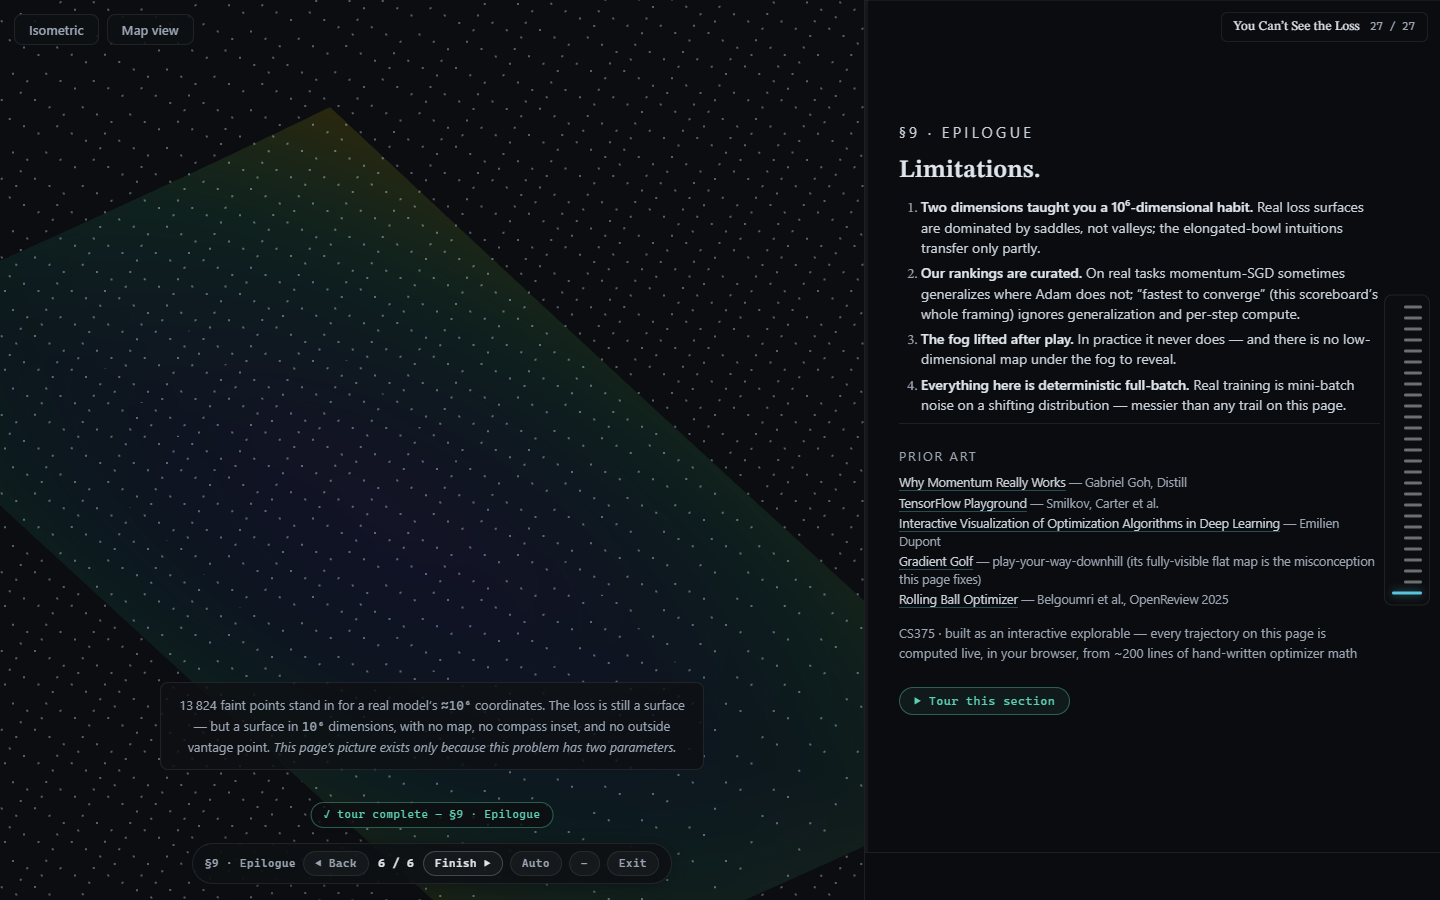 Isometric
Map view
You Can't See the Loss 27 / 27
§9 · EPILOGUE
Limitations.
1. Two dimensions taught you a 10⁶-dimensional habit. Real loss surfaces
are dominated by saddles, not valleys; the elongated-bowl intuitions
transfer only partly.
2. Our rankings are curated. On real tasks momentum-SGD sometimes
generalizes where Adam does not; “fastest to converge” (this scoreboard’s
whole framing) ignores generalization and per-step compute.
3. The fog lifted after play. In practice it never does — and there is no low-
dimensional map under the fog to reveal.
4. Everything here is deterministic full-batch. Real training is mini-batch
noise on a shifting distribution — messier than any trail on this page.
PRIOR ART
Why Momentum Really Works — Gabriel Goh, Distill
TensorFlow Playground — Smilkov, Carter et al.
Interactive Visualization of Optimization Algorithms in Deep Learning — Emilien
Dupont
Gradient Golf — play-your-way-downhill (its fully-visible flat map is the misconception
this page fixes)
Rolling Ball Optimizer — Belgoumri et al., OpenReview 2025
CS375 · built as an interactive explorable — every trajectory on this page is
computed live, in your browser, from ~200 lines of hand-written optimizer math
▶ Tour this section
13 824 faint points stand in for a real model’s ≈10⁶ coordinates. The loss is still a surface
— but a surface in 10⁶ dimensions, with no map, no compass inset, and no outside
vantage point. This page’s picture exists only because this problem has two parameters.
✓ tour complete — §9 · Epilogue
§9 · Epilogue ◀ Back 6 / 6 Finish ▶ Auto – Exit